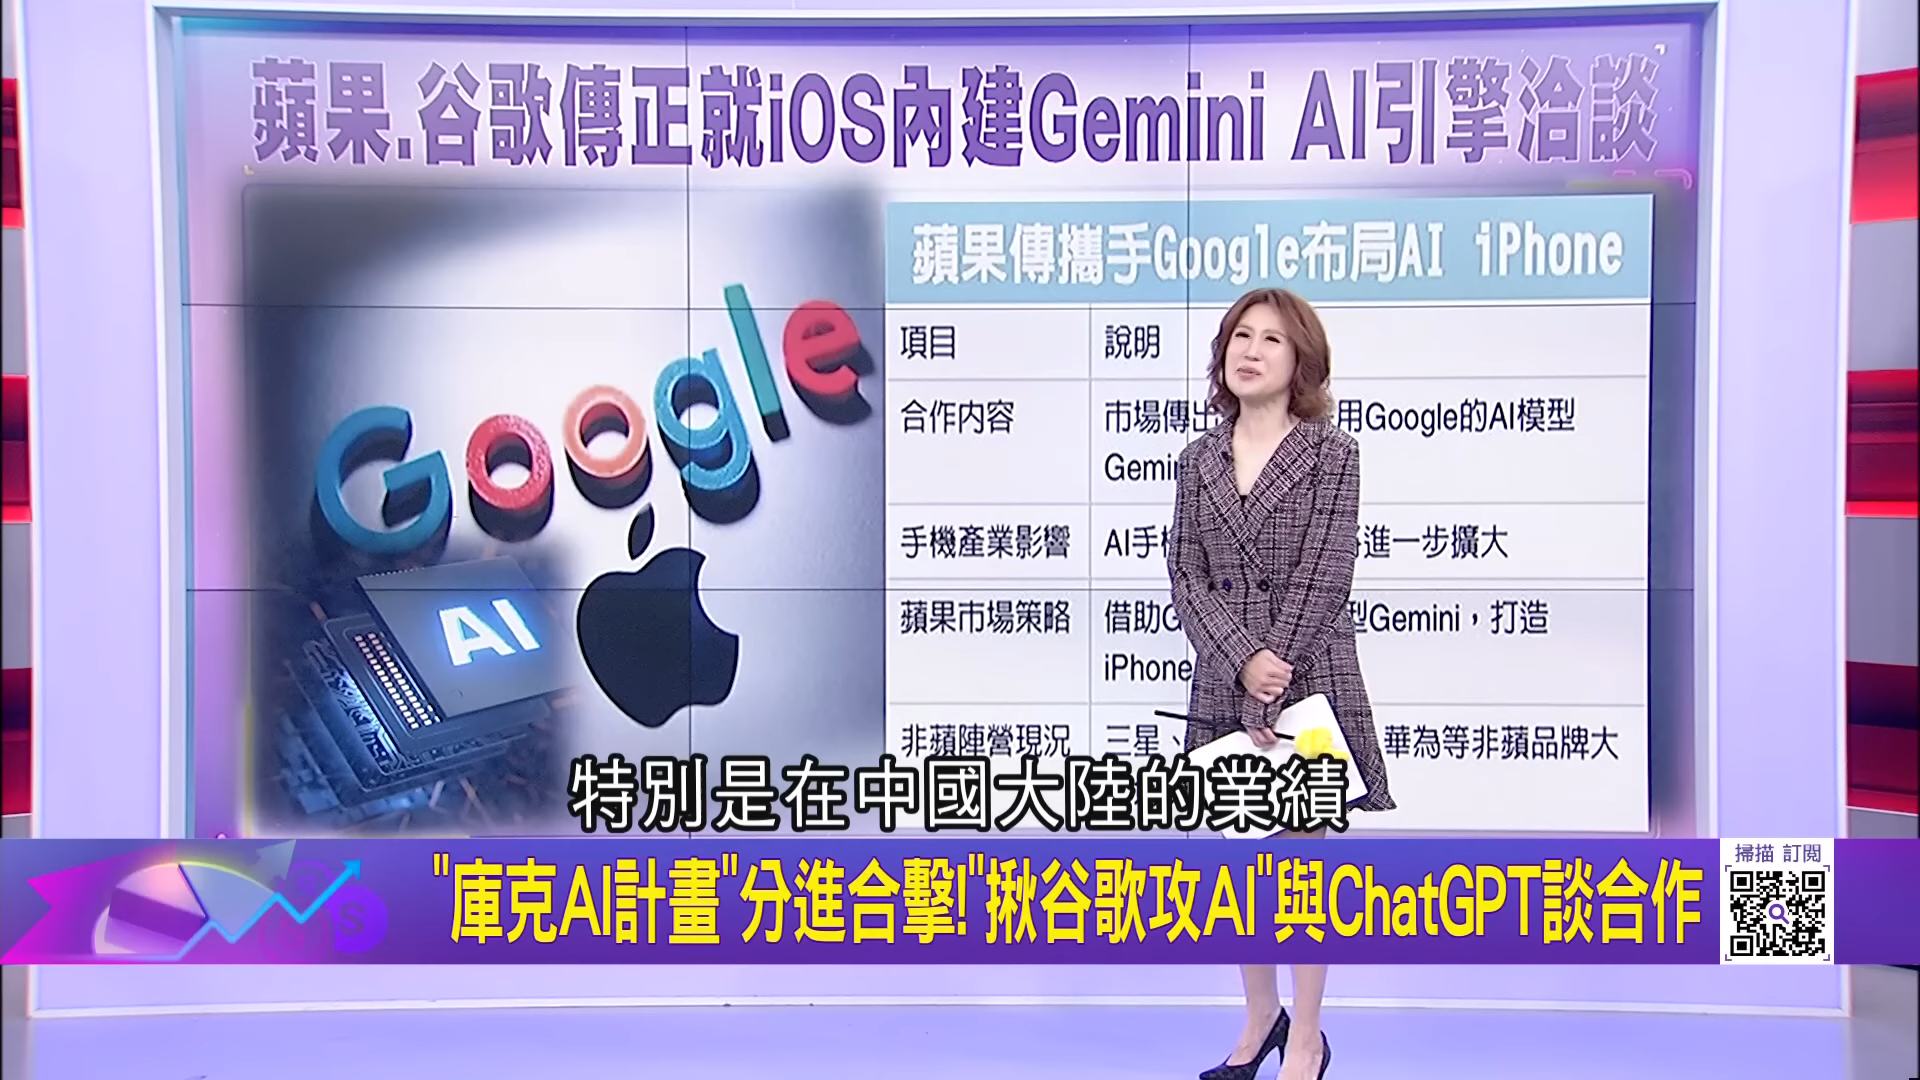 蘋果.谷歌傳正就iOS內建Gemini AI引擎洽談
Google
AI
蘋果傳攜手Google布局AI iPhone
項目 說明
合作內容 市場傳出 用Google的AI模型
手機產業影響 AI手 進一步擴大
蘋果市場策略 借助 型Gemini，打造
iPhone
非蘋陣營現況 三星、 華為等非蘋品牌大
特別是在中國大陸的業績
"庫克AI計畫"分進合擊!"揪谷歌攻AI"與ChatGPT談合作
掃描 訂閱